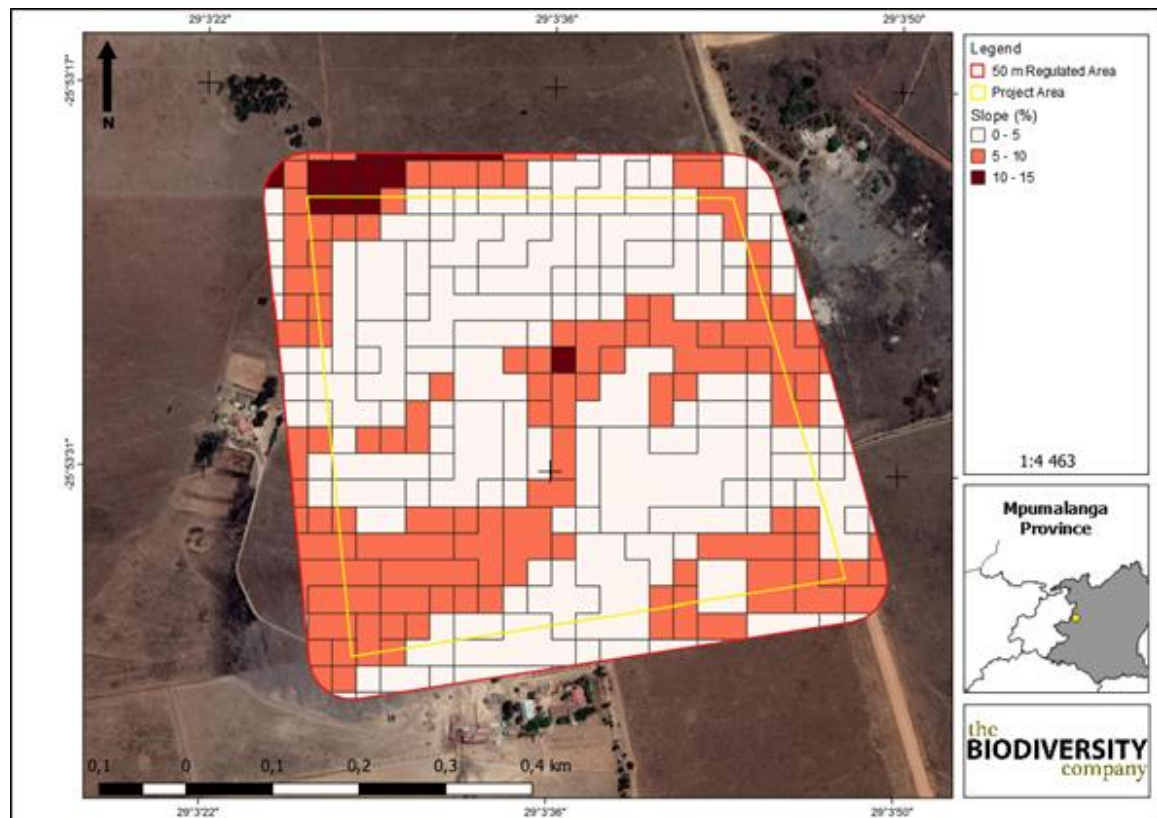 29°3'22" 29°3'36" 29°3'50"
-25°53'17"
-25°53'31"
N
Legend
50 m Regulated Area
Project Area
Slope (%)
0 - 5
5 - 10
10 - 15
1:4 463
Mpumalanga
Province
the
BIODIVERSITY
company
0,1 0 0,1 0,2 0,3 0,4 km
29°3'22" 29°3'36" 29°3'50"